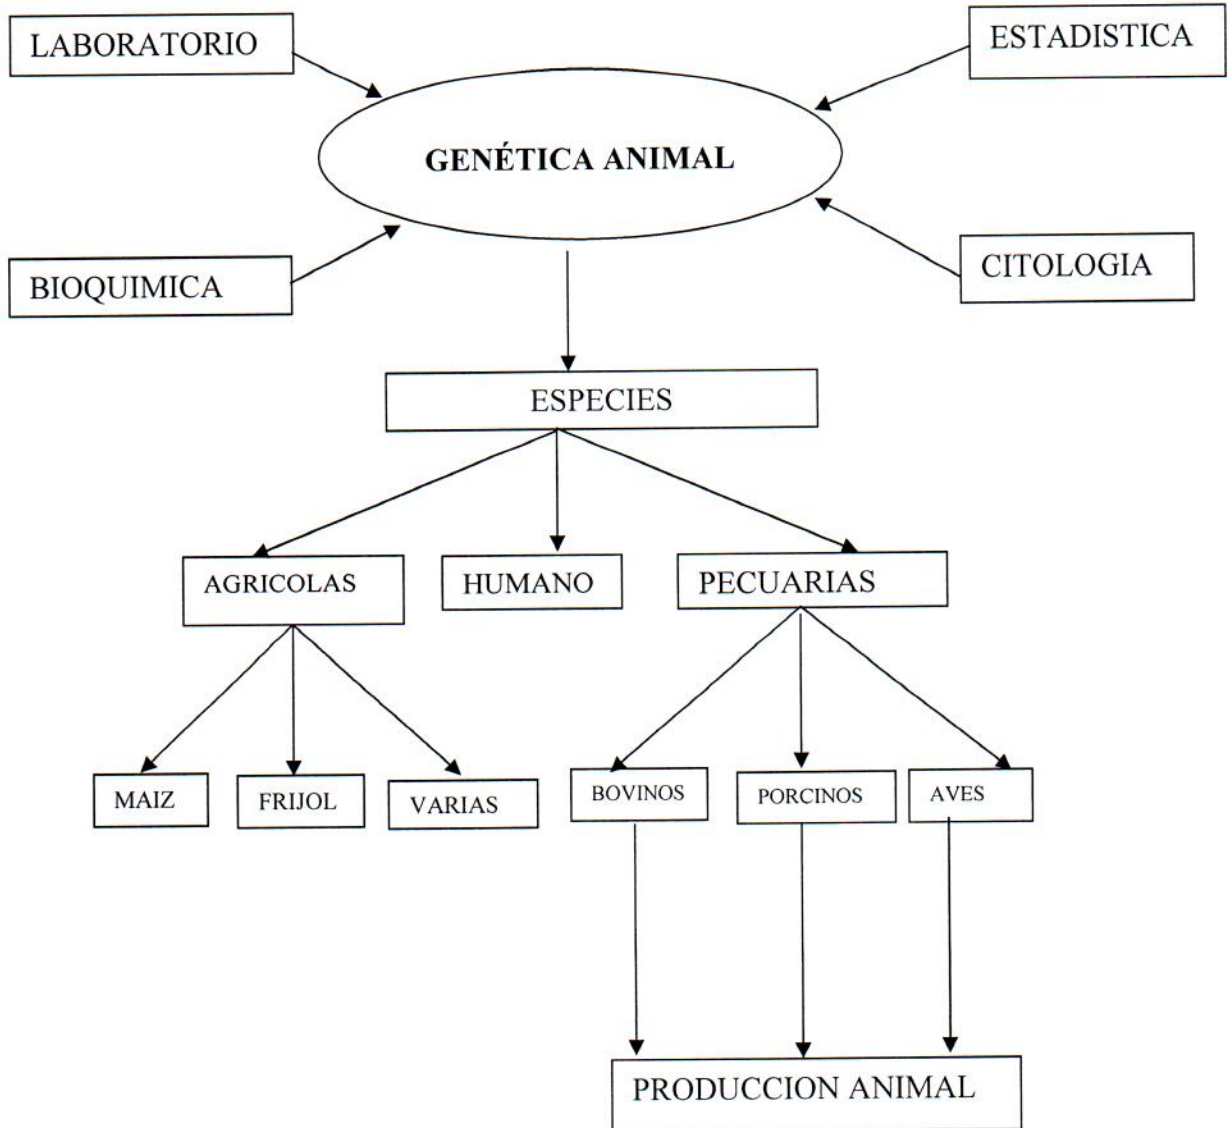 LABORATORIO
ESTADISTICA
GENÉTICA ANIMAL
BIOQUIMICA
CITOLOGIA
ESPECIES
AGRICOLAS
HUMANO
PECUARIAS
MAIZ
FRIJOL
VARIAS
BOVINOS
PORCINOS
AVES
PRODUCCION ANIMAL